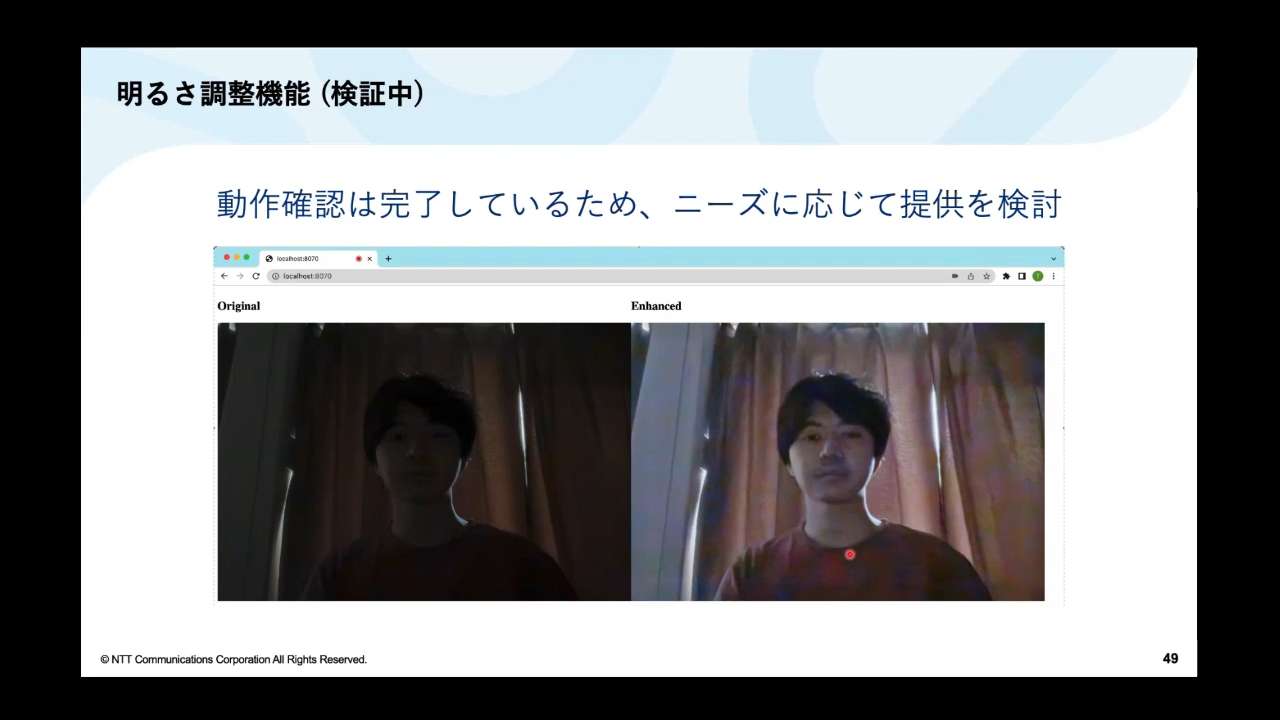 明るさ調整機能 (検証中)
動作確認は完了しているため、ニーズに応じて提供を検討
localhost:8070
localhost:8070
Original
Enhanced
© NTT Communications Corporation All Rights Reserved.
49